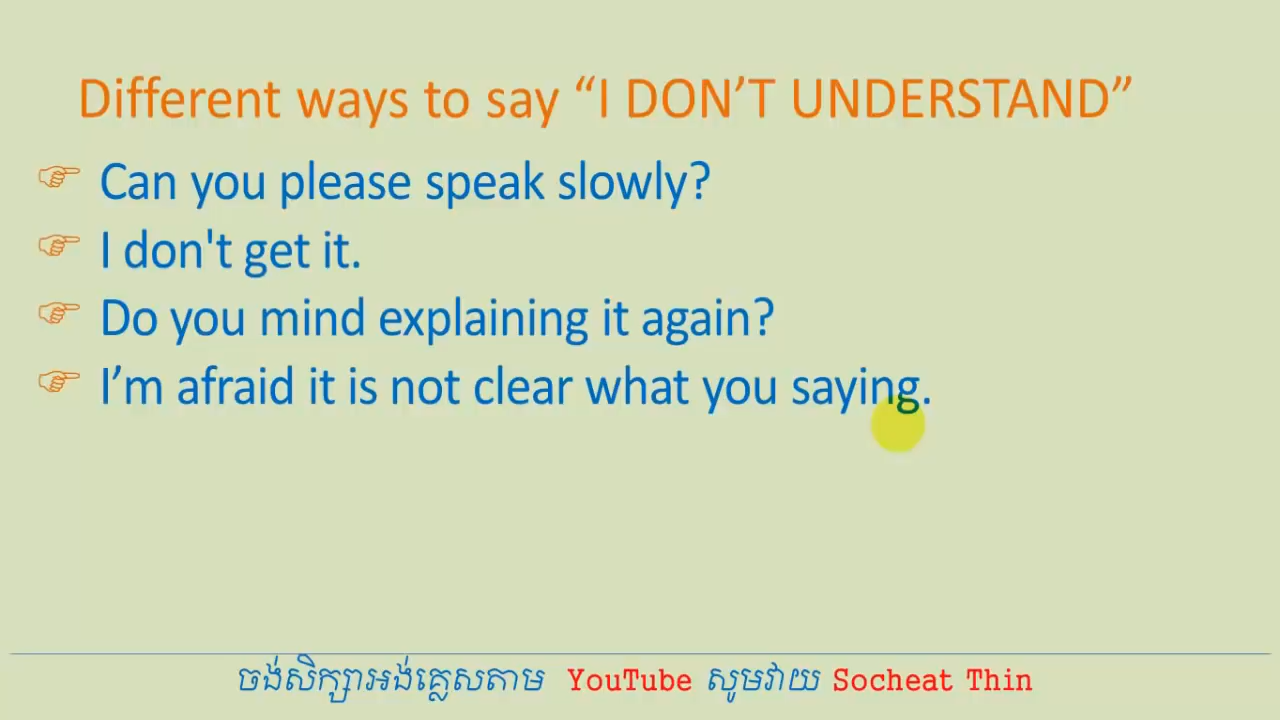 Different ways to say “I DON’T UNDERSTAND”
Can you please speak slowly?
I don't get it.
Do you mind explaining it again?
I’m afraid it is not clear what you saying.
ចង់សិក្សាអង់គ្លេសតាម YouTube សូមវាយ Socheat Thin